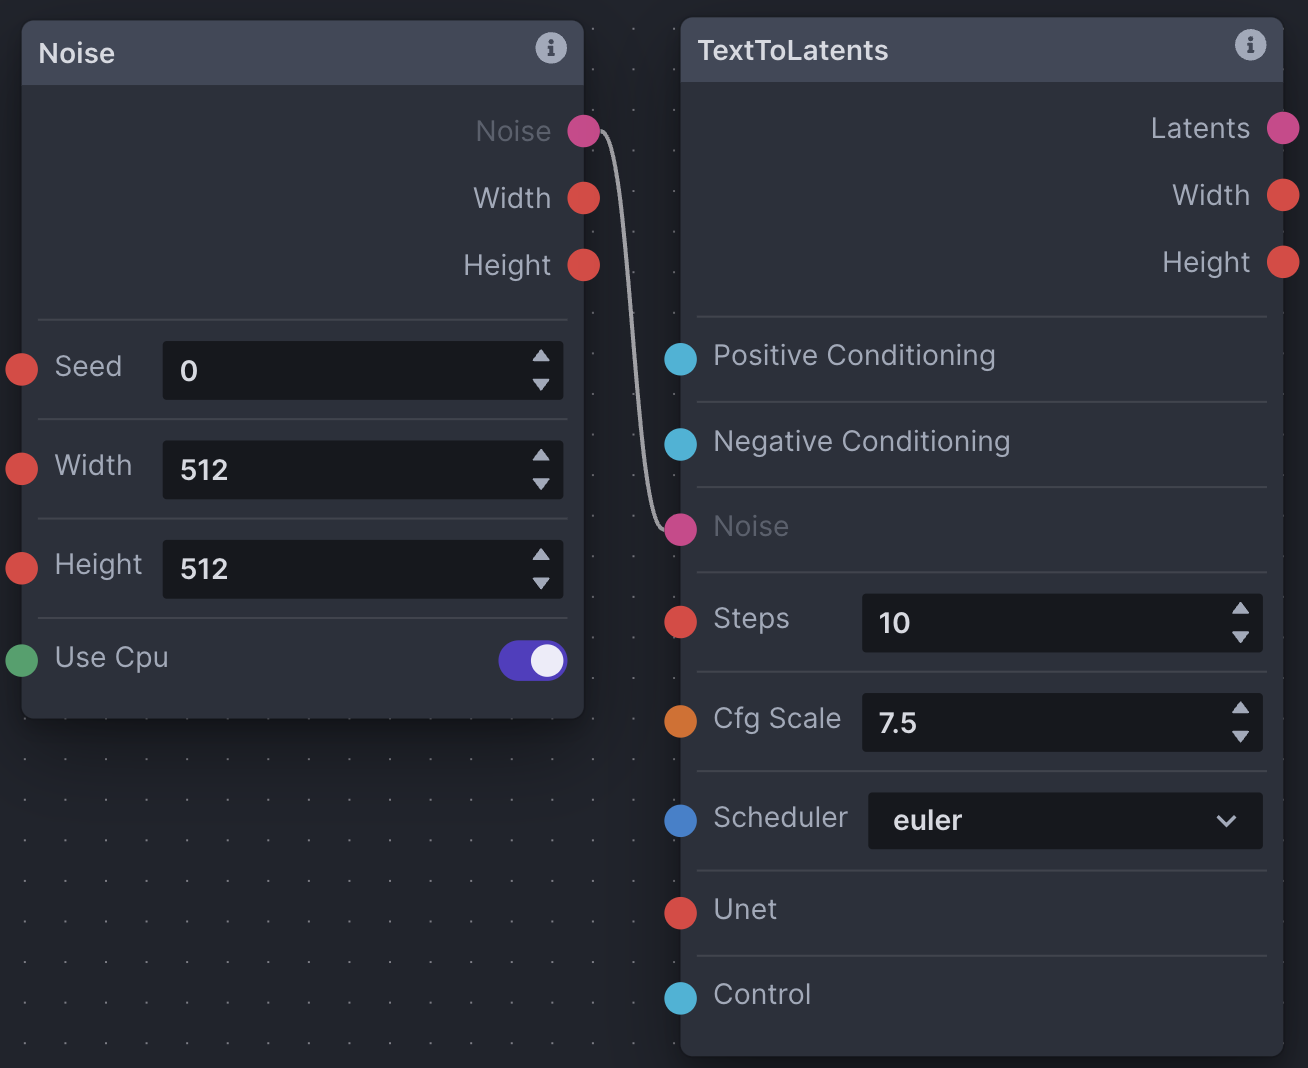 Noise
Noise
Width
Height
Seed 0
Width 512
Height 512
Use Cpu
TextToLatents
Latents
Width
Height
Positive Conditioning
Negative Conditioning
Noise
Steps 10
Cfg Scale 7.5
Scheduler euler
Unet
Control